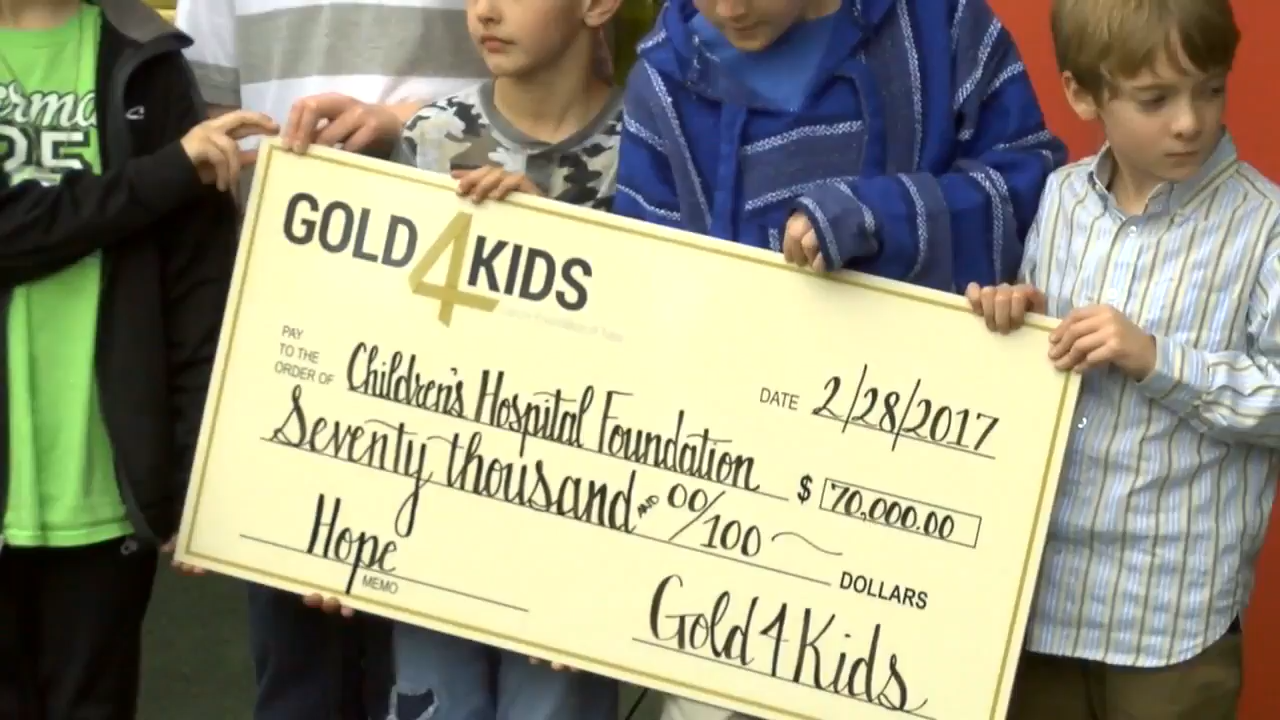 25
GOLD4KIDS
PAY
TO THE
ORDER OF
Children's Hospital Foundation
DATE 2/28/2017
$ 70,000.00
Seventy thousand AND 00/100
DOLLARS
Hope
MEMO
Gold4Kids